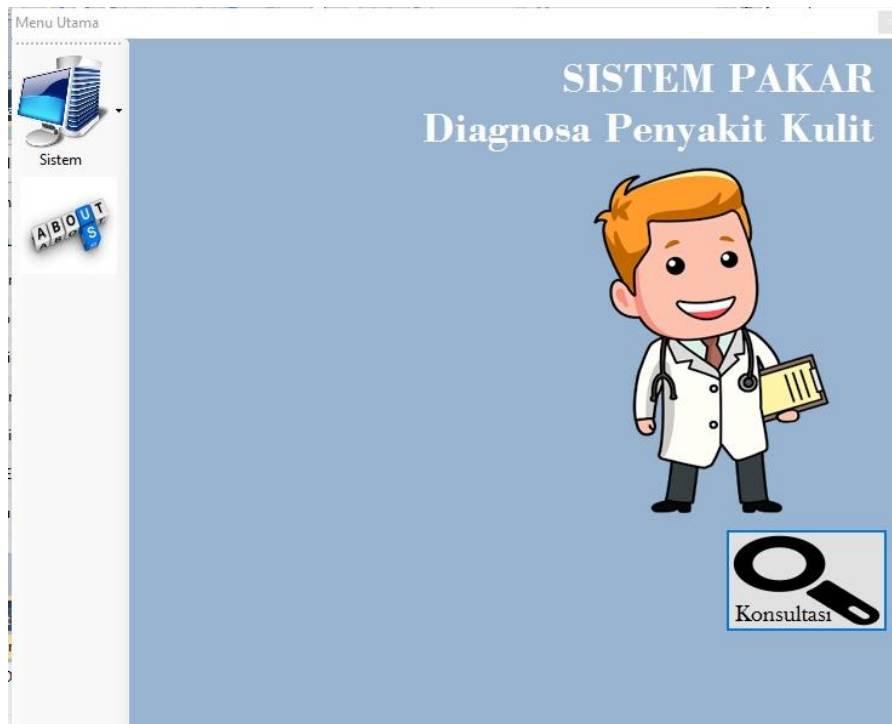 Menu Utama
Sistem
ABOUT
US
SISTEM PAKAR
Diagnosa Penyakit Kulit
Konsultasi